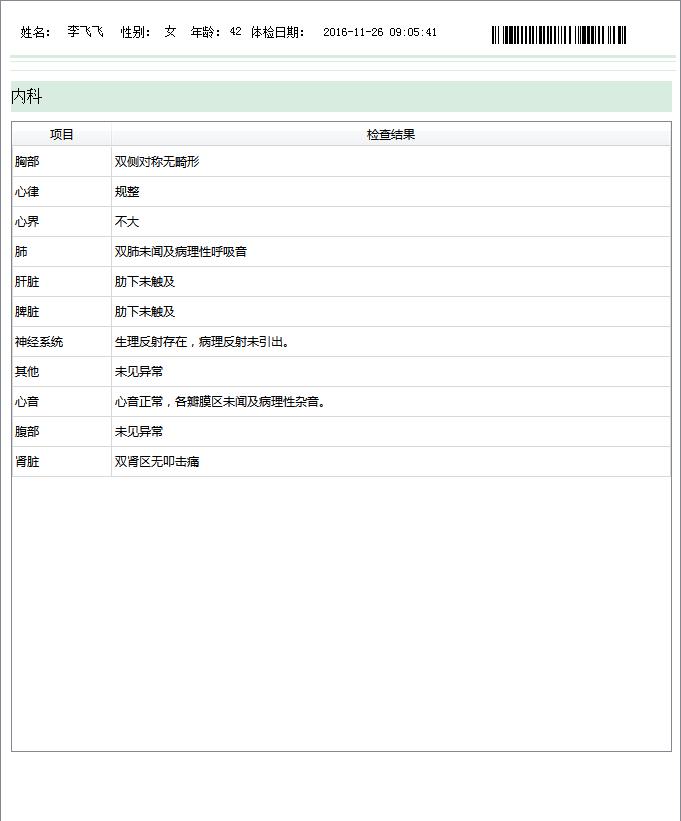 姓名： 李飞飞 性别： 女 年龄： 42 体检日期： 2016-11-26 09:05:41
内科
项目 检查结果
胸部 双侧对称无畸形
心律 规整
心界 不大
肺 双肺未闻及病理性呼吸音
肝脏 肋下未触及
脾脏 肋下未触及
神经系统 生理反射存在，病理反射未引出。
其他 未见异常
心音 心音正常，各瓣膜区未闻及病理性杂音。
腹部 未见异常
肾脏 双肾区无叩击痛